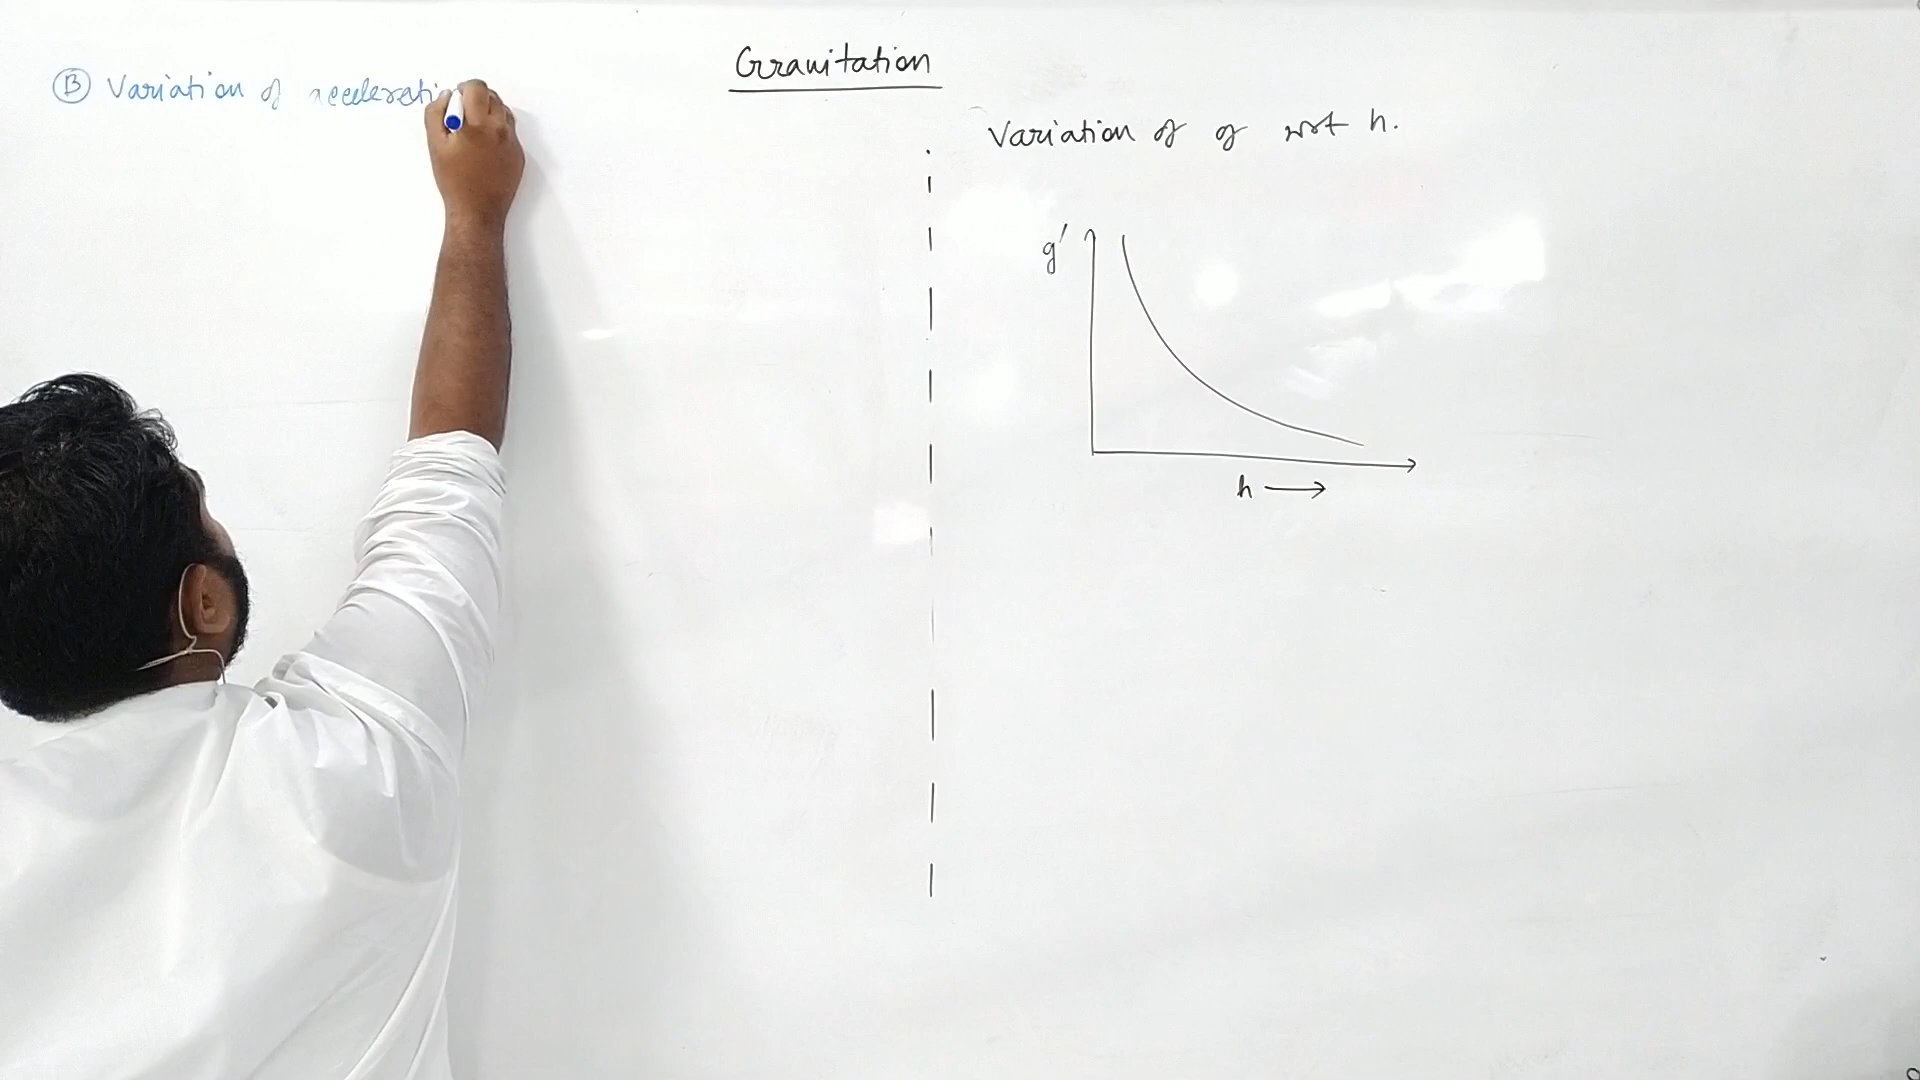 Gravitation
Ⓑ Variation of accelerati
Variation of g wrt h.
g'
h →